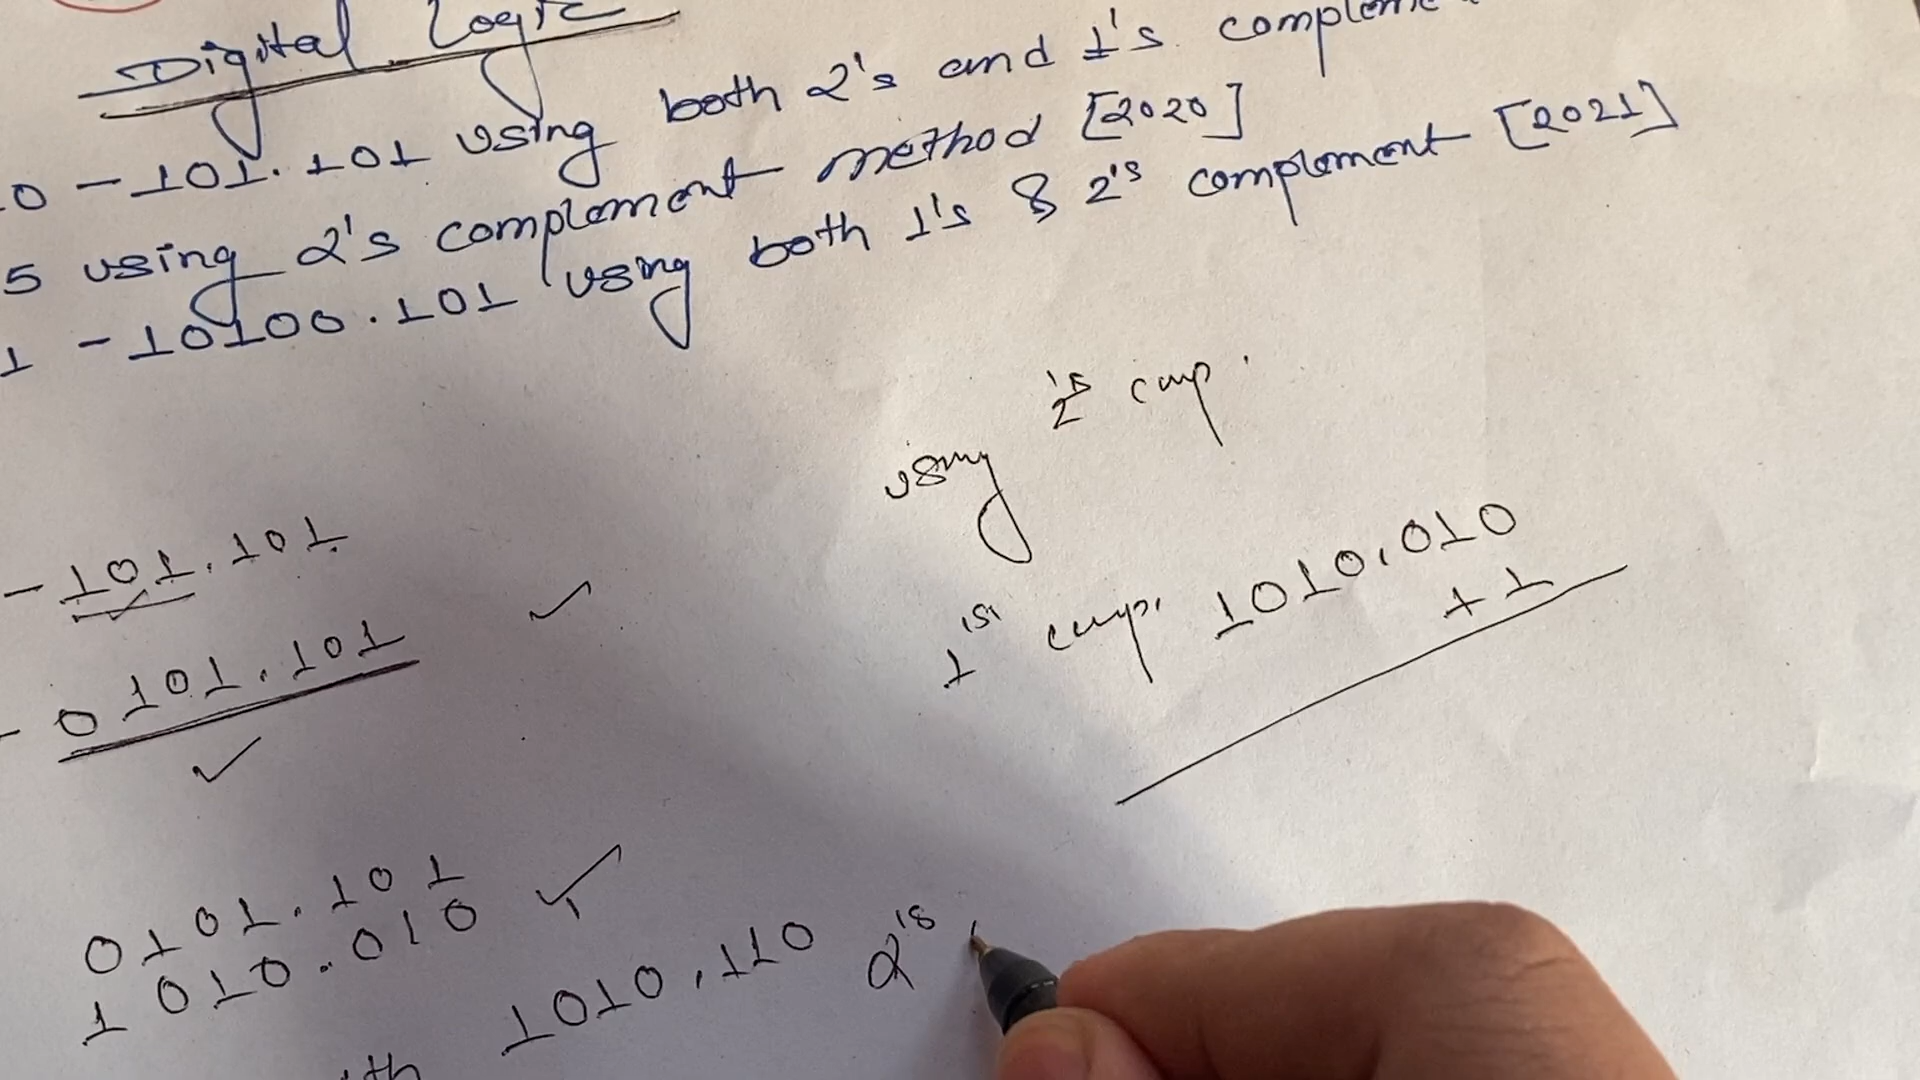 Digital Logic
0 - 101.101 using both 2's and 1's compleme
5 using 2's complement method [2020]
1 - 10100.101 using both 1's & 2's complement [2021]
using 2's cmp.
- 101.101
1's cmp. 1010.010
+ 1
- 0101.101
0101.101
1010.010
1010.110 2's
th